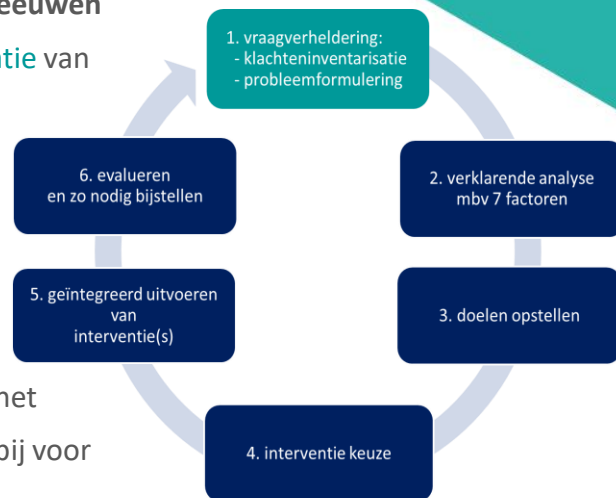 eeuwen
tie van
1. vraagverheldering:
- klachteninventarisatie
- probleemformulering
2. verklarende analyse
mbv 7 factoren
3. doelen opstellen
4. interventie keuze
5. geïntegreerd uitvoeren
van
interventie(s)
6. evalueren
en zo nodig bijstellen
net
bij voor